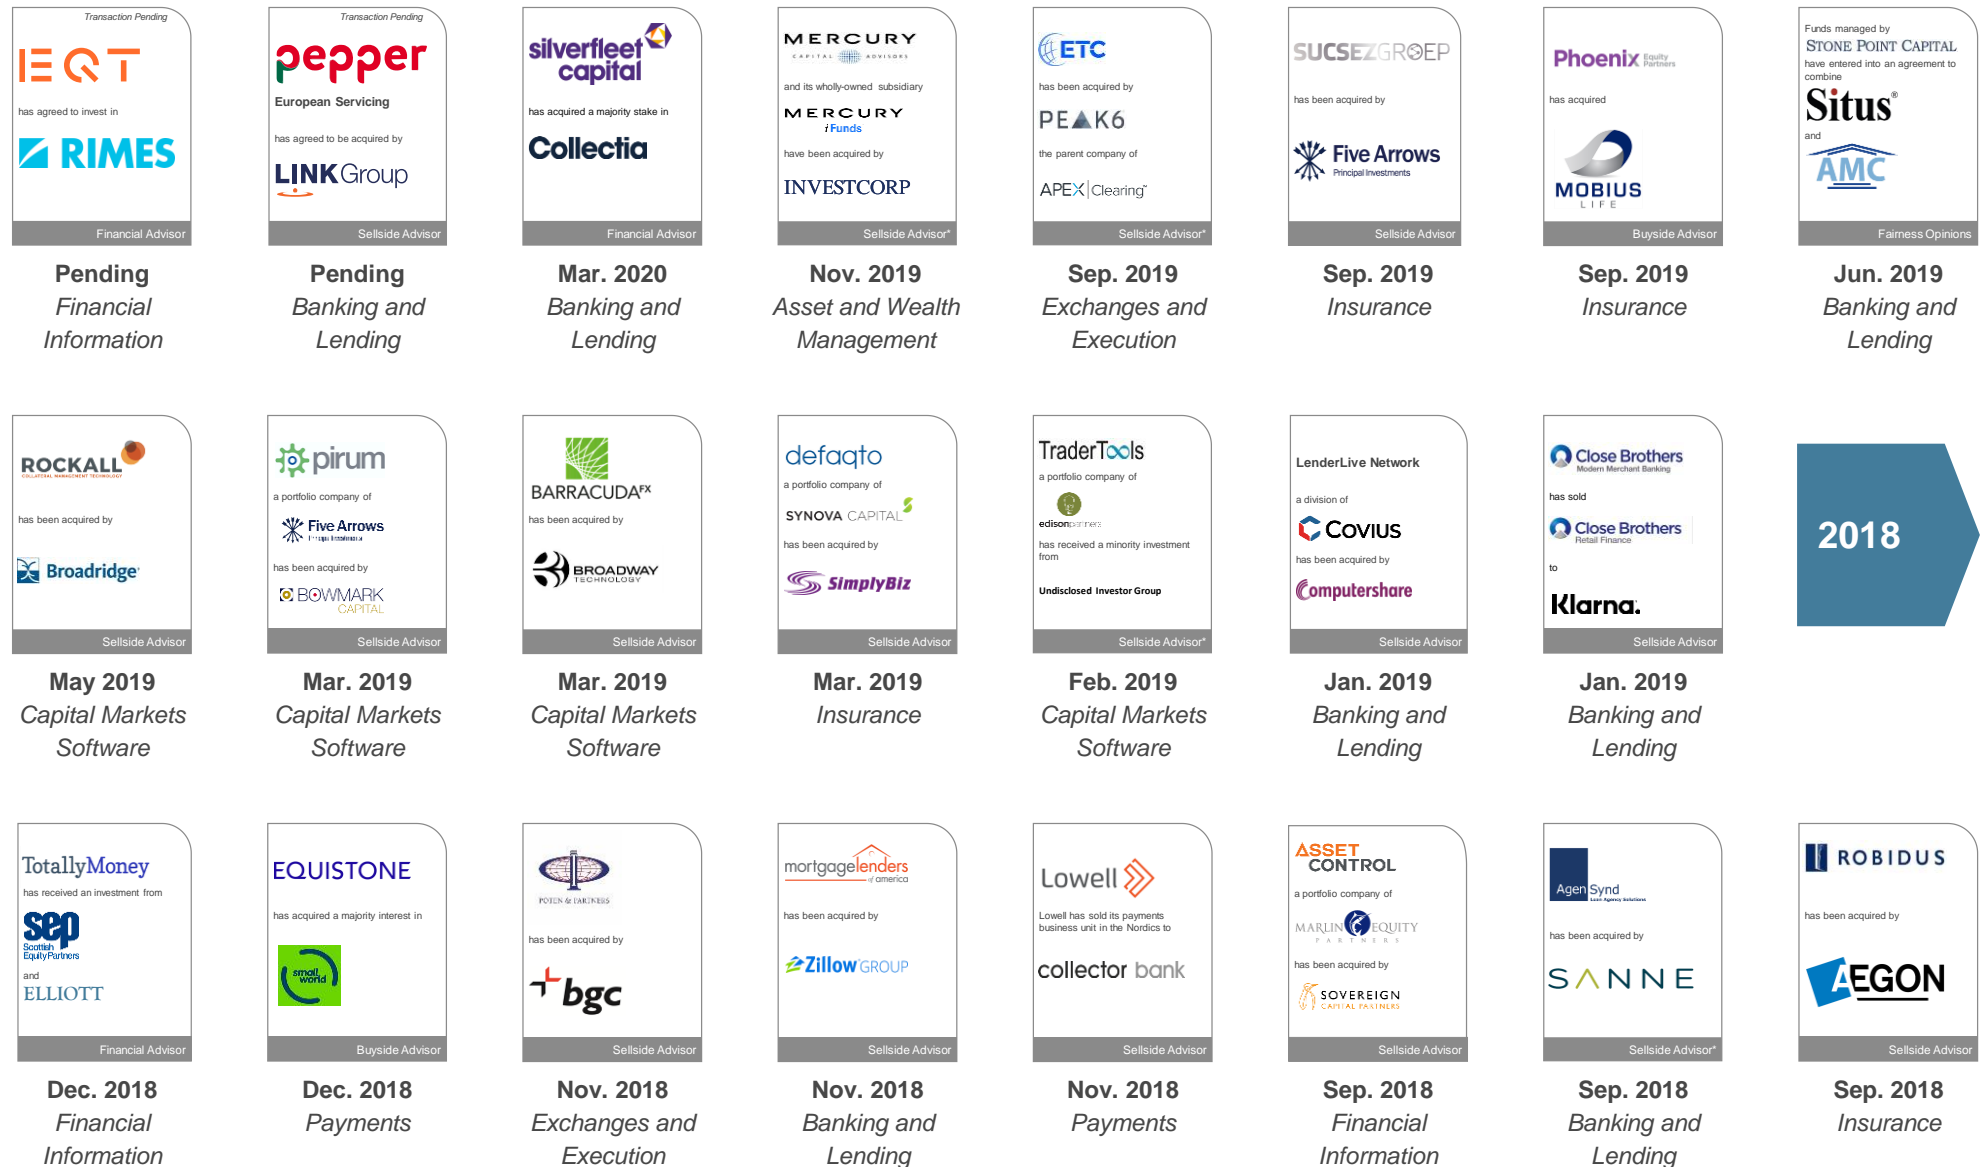 Transaction Pending
EQT
has agreed to invest in
RIMES
Financial Advisor
Pending
Financial
Information
Transaction Pending
pepper
European Servicing
has agreed to be acquired by
LINK Group
Sellside Advisor
Pending
Banking and
Lending
silverfleet
capital
has acquired a majority stake in
Collectia
Financial Advisor
Mar. 2020
Banking and
Lending
MERCURY
CAPITAL ADVISORS
and its wholly-owned subsidiary
MERCURY
iFunds
have been acquired by
INVESTCORP
Sellside Advisor*
Nov. 2019
Asset and Wealth
Management
ETC
has been acquired by
PEAK6
the parent company of
APEX Clearing
Sellside Advisor*
Sep. 2019
Exchanges and
Execution
SUCSEZGROEP
has been acquired by
Five Arrows
Principal Investments
Sellside Advisor
Sep. 2019
Insurance
Phoenix Equity
Partners
has acquired
MOBIUS
LIFE
Buyside Advisor
Sep. 2019
Insurance
Funds managed by
STONE POINT CAPITAL
have entered into an agreement to
combine
Situs®
and
AMC
Fairness Opinions
Jun. 2019
Banking and
Lending
ROCKALL
COLLATERAL MANAGEMENT TECHNOLOGY
has been acquired by
Broadridge
Sellside Advisor
May 2019
Capital Markets
Software
pirum
a portfolio company of
Five Arrows
Principal Investments
has been acquired by
BOWMARK
CAPITAL
Sellside Advisor
Mar. 2019
Capital Markets
Software
BARRACUDAFX
has been acquired by
BROADWAY
TECHNOLOGY
Sellside Advisor
Mar. 2019
Capital Markets
Software
defaqto
a portfolio company of
SYNOVA CAPITAL
has been acquired by
SimplyBiz
Sellside Advisor
Mar. 2019
Insurance
TraderTools
a portfolio company of
edisonpartners
has received a minority investment
from
Undisclosed Investor Group
Sellside Advisor*
Feb. 2019
Capital Markets
Software
LenderLive Network
a division of
COVIUS
has been acquired by
Computershare
Sellside Advisor
Jan. 2019
Banking and
Lending
Close Brothers
Modern Merchant Banking
has sold
Close Brothers
Retail Finance
to
Klarna.
Sellside Advisor
Jan. 2019
Banking and
Lending
2018
TotallyMoney
has received an investment from
sep
Scottish
Equity Partners
and
ELLIOTT
Financial Advisor
Dec. 2018
Financial
Information
EQUISTONE
has acquired a majority interest in
small
world
Buyside Advisor
Dec. 2018
Payments
POTEN & PARTNERS
has been acquired by
bgc
Sellside Advisor
Nov. 2018
Exchanges and
Execution
mortgagelenders
of america
has been acquired by
Zillow GROUP
Sellside Advisor
Nov. 2018
Banking and
Lending
Lowell
Lowell has sold its payments
business unit in the Nordics to
collector bank
Sellside Advisor
Nov. 2018
Payments
ASSET
CONTROL
a portfolio company of
MARLIN EQUITY
PARTNERS
has been acquired by
SOVEREIGN
CAPITAL PARTNERS
Sellside Advisor
Sep. 2018
Financial
Information
AgenSynd
Loan Agency Solutions
has been acquired by
SANNE
Sellside Advisor*
Sep. 2018
Banking and
Lending
ROBIDUS
has been acquired by
AEGON
Sellside Advisor
Sep. 2018
Insurance